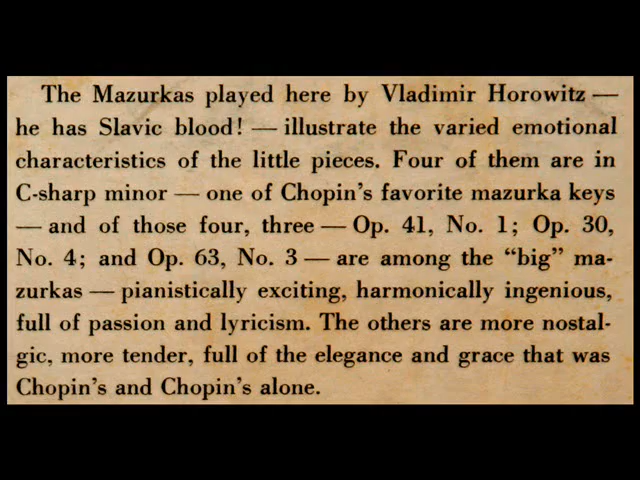 The Mazurkas played here by Vladimir Horowitz —
he has Slavic blood! — illustrate the varied emotional
characteristics of the little pieces. Four of them are in
C-sharp minor — one of Chopin's favorite mazurka keys
— and of those four, three — Op. 41, No. 1; Op. 30,
No. 4; and Op. 63, No. 3 — are among the “big” ma-
zurkas — pianistically exciting, harmonically ingenious,
full of passion and lyricism. The others are more nostal-
gic, more tender, full of the elegance and grace that was
Chopin's and Chopin's alone.